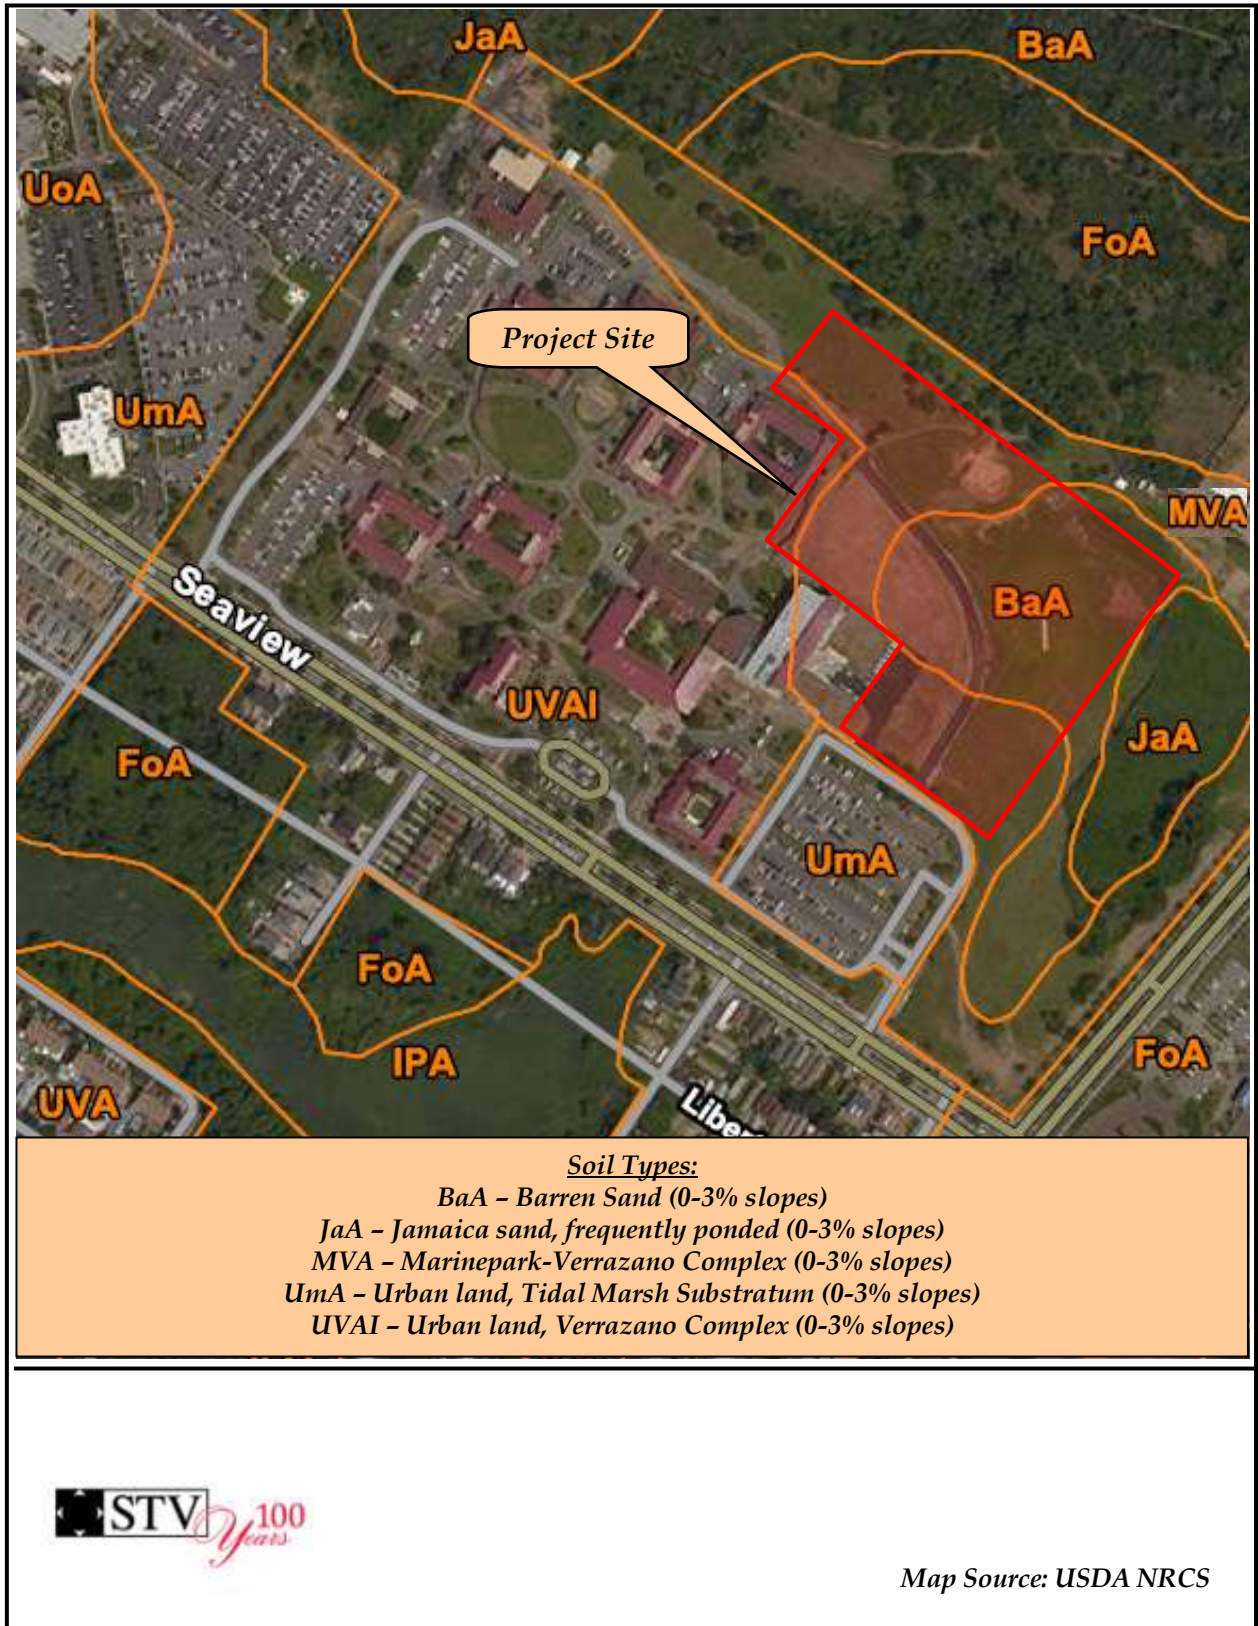 JaA
BaA
UoA
FoA
Project Site
UmA
MVA
BaA
Seaview
UVAI
JaA
FoA
UmA
FoA
IPA
FoA
UVA
Liber
Soil Types:
BaA – Barren Sand (0-3% slopes)
JaA – Jamaica sand, frequently ponded (0-3% slopes)
MVA – Marinepark-Verrazano Complex (0-3% slopes)
UmA – Urban land, Tidal Marsh Substratum (0-3% slopes)
UVAI – Urban land, Verrazano Complex (0-3% slopes)
STV 100
Years
Map Source: USDA NRCS